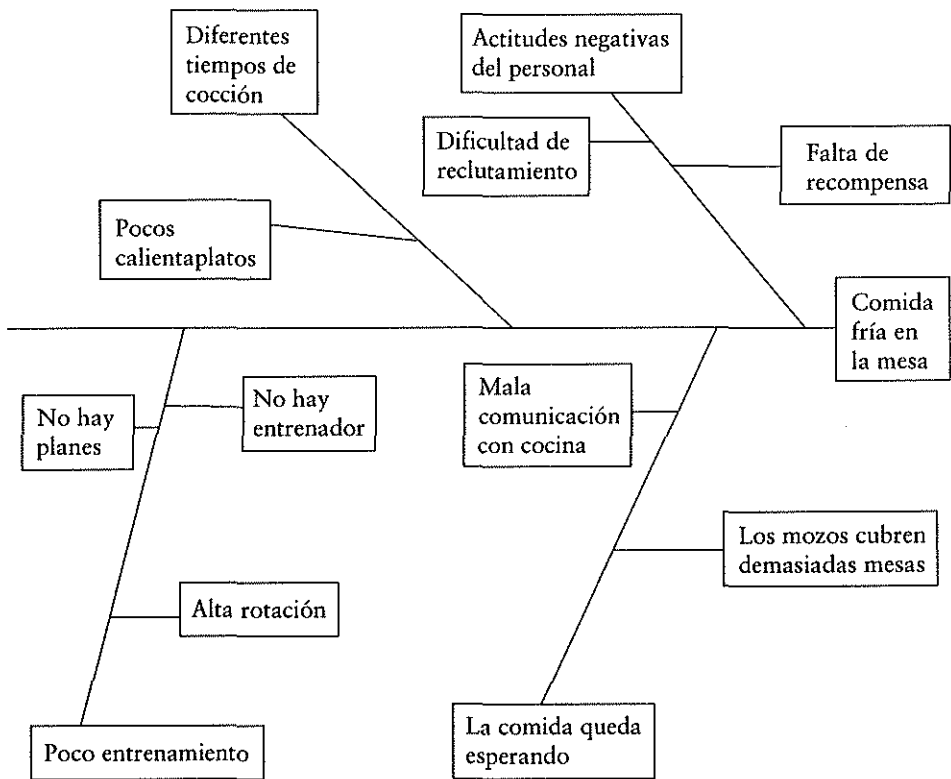 Diferentes
tiempos de
cocción
Actitudes negativas
del personal
Dificultad de
reclutamiento
Falta de
recompensa
Pocos
calientaplatos
Comida
fría en
la mesa
No hay
planes
No hay
entrenador
Mala
comunicación
con cocina
Los mozos cubren
demasiadas mesas
Alta rotación
Poco entrenamiento
La comida queda
esperando